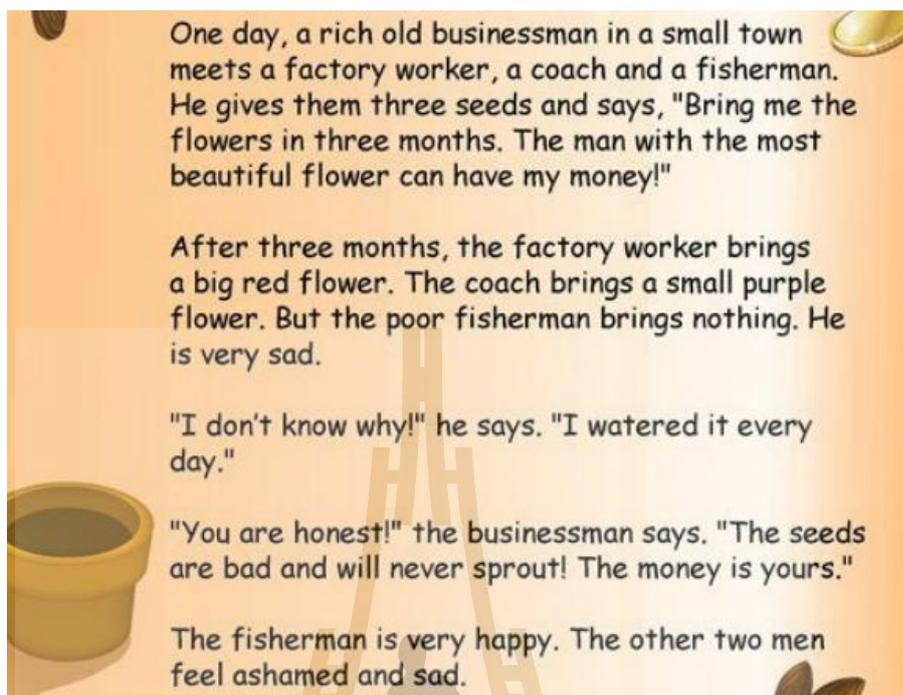 One day, a rich old businessman in a small town
meets a factory worker, a coach and a fisherman.
He gives them three seeds and says, "Bring me the
flowers in three months. The man with the most
beautiful flower can have my money!"
After three months, the factory worker brings
a big red flower. The coach brings a small purple
flower. But the poor fisherman brings nothing. He
is very sad.
"I don't know why!" he says. "I watered it every
day."
"You are honest!" the businessman says. "The seeds
are bad and will never sprout! The money is yours."
The fisherman is very happy. The other two men
feel ashamed and sad.